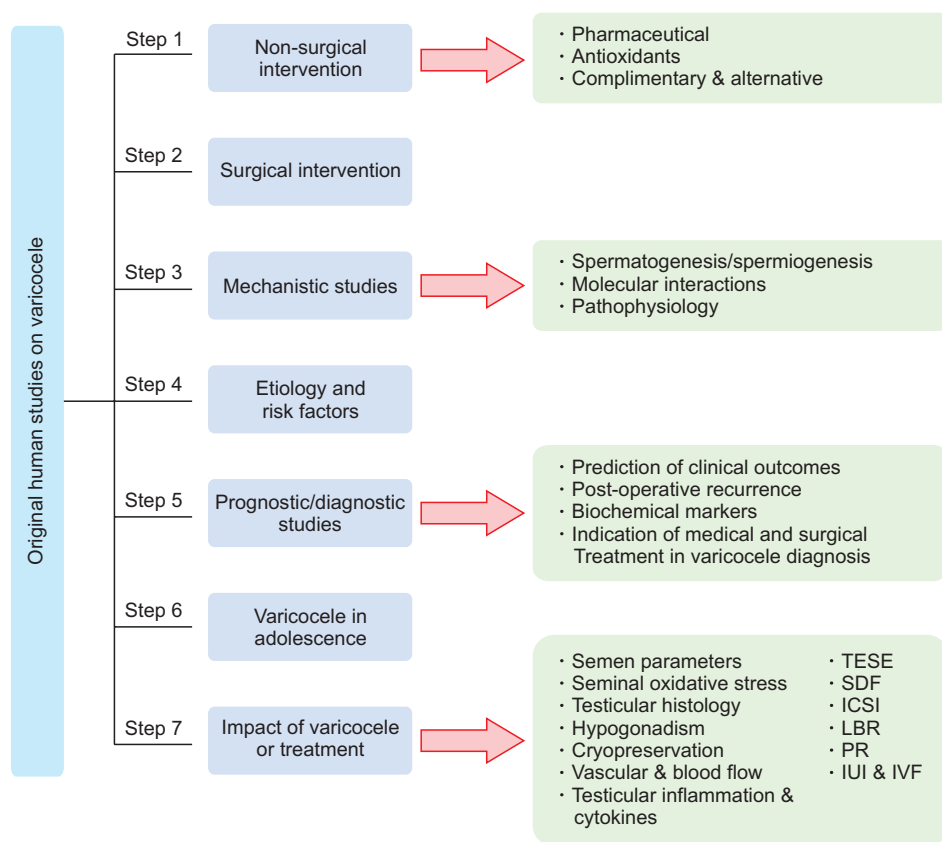 Original human studies on varicocele
Step 1
Non-surgical
intervention
· Pharmaceutical
· Antioxidants
· Complimentary & alternative
Step 2
Surgical intervention
Step 3
Mechanistic studies
· Spermatogenesis/spermiogenesis
· Molecular interactions
· Pathophysiology
Step 4
Etiology and
risk factors
Step 5
Prognostic/diagnostic
studies
· Prediction of clinical outcomes
· Post-operative recurrence
· Biochemical markers
· Indication of medical and surgical
Treatment in varicocele diagnosis
Step 6
Varicocele in
adolescence
Step 7
Impact of varicocele
or treatment
· Semen parameters
· Seminal oxidative stress
· Testicular histology
· Hypogonadism
· Cryopreservation
· Vascular & blood flow
· Testicular inflammation &
cytokines
· TESE
· SDF
· ICSI
· LBR
· PR
· IUI & IVF